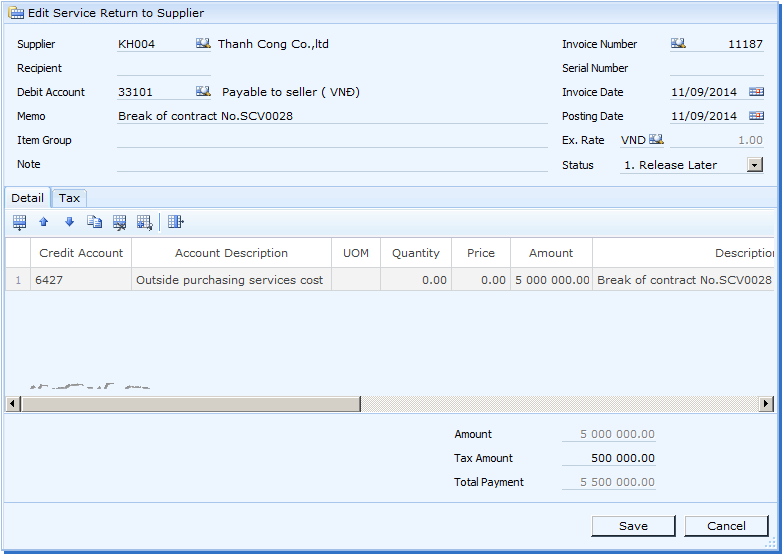 Edit Service Return to Supplier
Supplier KH004 Thanh Cong Co.,ltd Invoice Number 11187
Recipient Serial Number
Debit Account 33101 Payable to seller ( VNĐ) Invoice Date 11/09/2014
Memo Break of contract No.SCV0028 Posting Date 11/09/2014
Item Group Ex. Rate VND 1.00
Note Status 1. Release Later
Detail Tax
Credit Account Account Description UOM Quantity Price Amount Description
1 6427 Outside purchasing services cost 0.00 0.00 5 000 000.00 Break of contract No.SCV0028
Amount 5 000 000.00
Tax Amount 500 000.00
Total Payment 5 500 000.00
Save Cancel